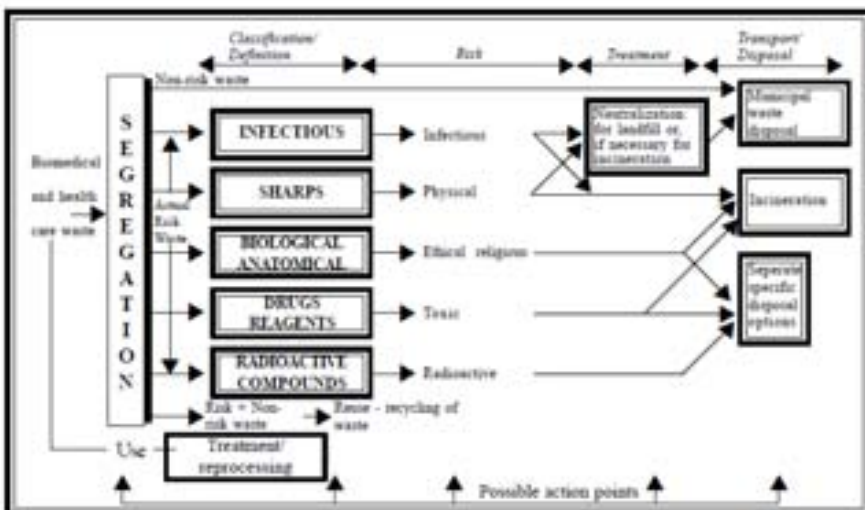 Classification/
Definition
Risk
Treatment
Transport/
Disposal
Non-risk waste
SEGREGATION
Biomedical
and health
care waste
Actual
Risk
Waste
INFECTIOUS
Infectious
SHARPS
Physical
BIOLOGICAL
ANATOMICAL
Ethical religious
DRUGS
REAGENTS
Toxic
RADIOACTIVE
COMPOUNDS
Radioactive
Neutralization
for landfill or,
if necessary for
incineration
Municipal
waste
disposal
Incineration
Seperate
specific
disposal
options
Risk + Non-
risk waste
Reuse - recycling of
waste
Use
Treatment/
reprocessing
Possible action points